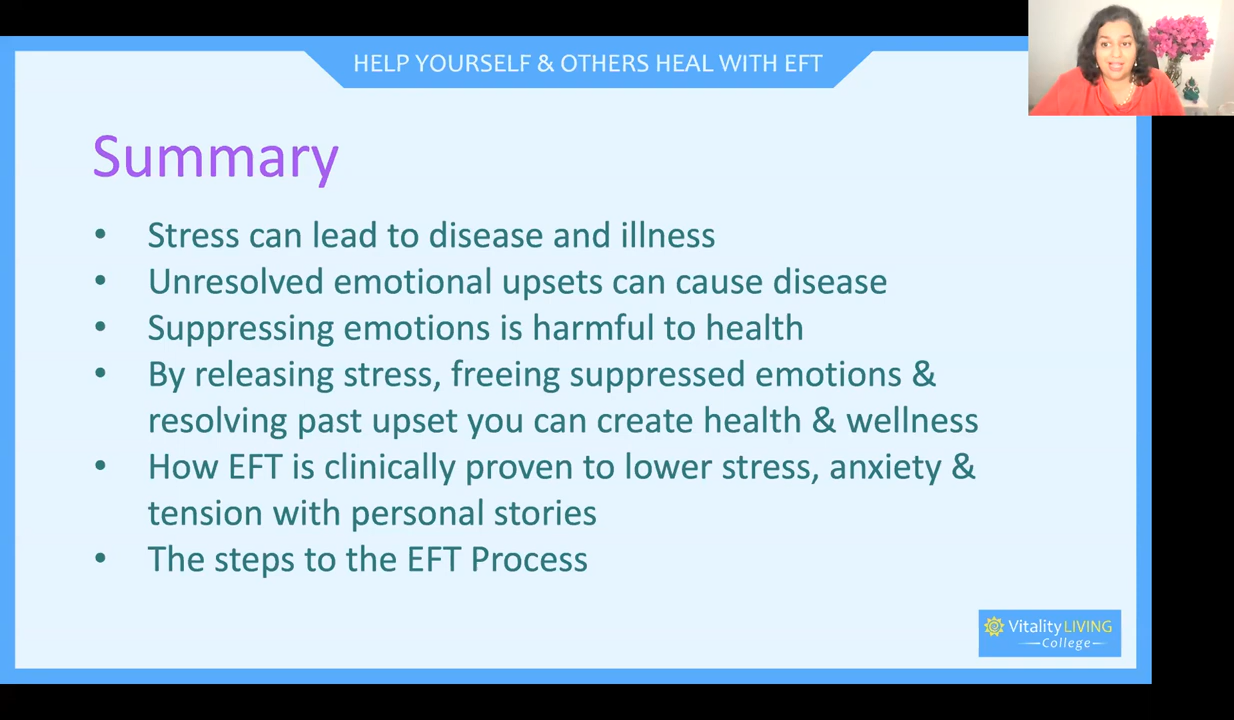 HELP YOURSELF & OTHERS HEAL WITH EFT
Summary
• Stress can lead to disease and illness
• Unresolved emotional upsets can cause disease
• Suppressing emotions is harmful to health
• By releasing stress, freeing suppressed emotions &
resolving past upset you can create health & wellness
• How EFT is clinically proven to lower stress, anxiety &
tension with personal stories
• The steps to the EFT Process
Vitality LIVING
College